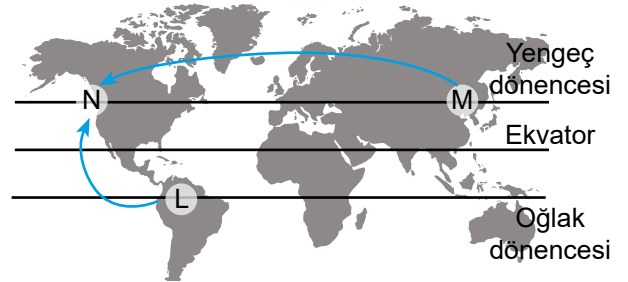 Yengeç
dönencesi
N
M
Ekvator
L
Oğlak
dönencesi